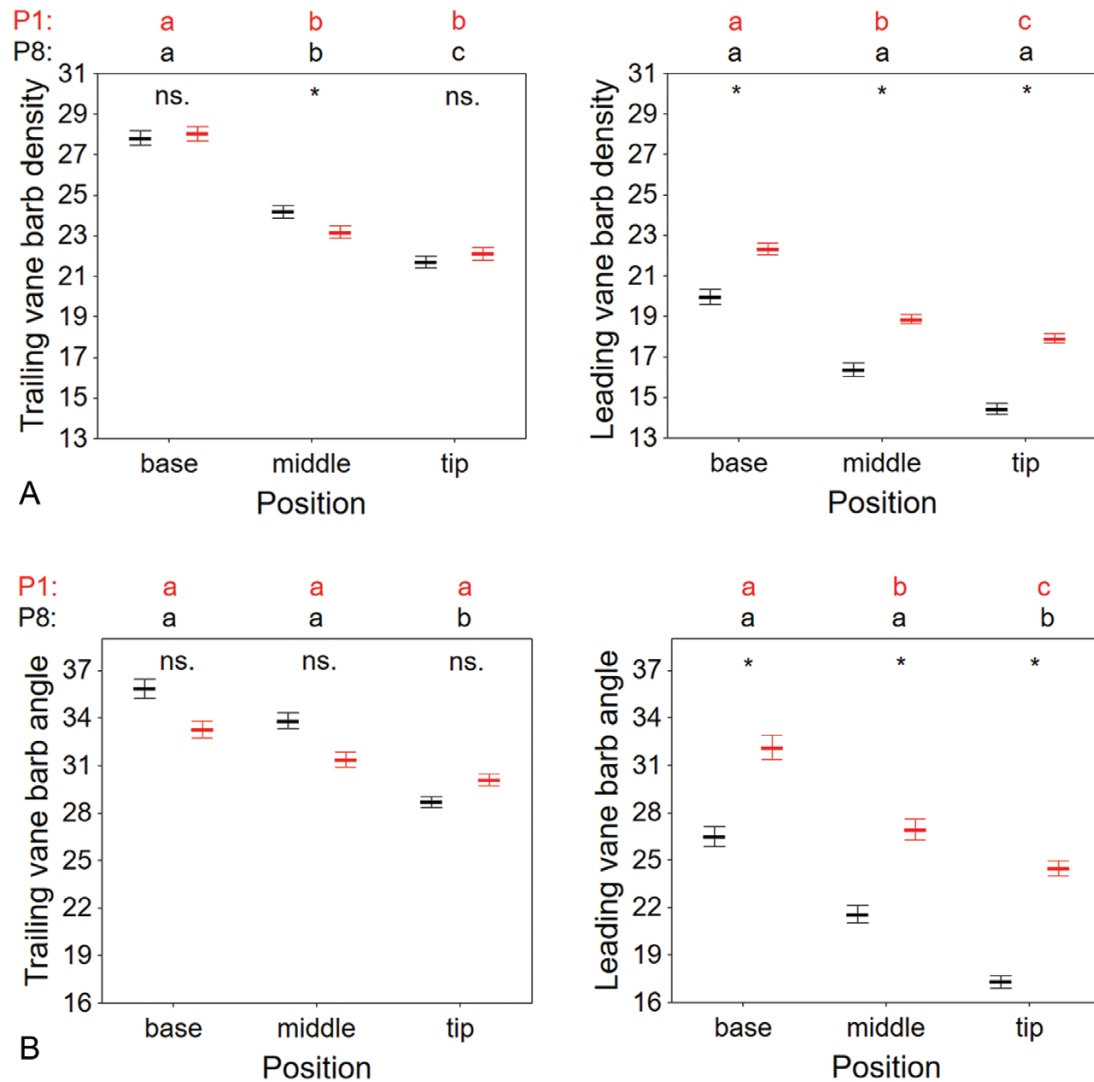 P1: a b b
P8: a b c
ns. * ns.
31
29
27
25
23
21
19
17
15
13
Trailing vane barb density
base middle tip
Position
A
a b c
a a a
* * *
31
29
27
25
23
21
19
17
15
13
Leading vane barb density
base middle tip
Position
P1: a a a
P8: a a b
ns. ns. ns.
37
34
31
28
25
22
19
16
Trailing vane barb angle
base middle tip
Position
B
a b c
a a b
* * *
37
34
31
28
25
22
19
16
Leading vane barb angle
base middle tip
Position